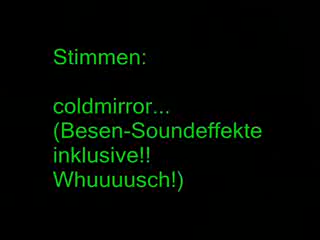 Stimmen:
coldmirror...
(Besen-Soundeffekte
inklusive!!
Whuuuusch!)